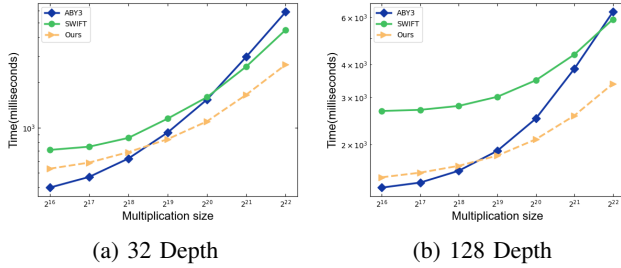 ABY3
SWIFT
Ours
Time(milliseconds)
10³
2¹⁶ 2¹⁷ 2¹⁸ 2¹⁹ 2²⁰ 2²¹ 2²²
Multiplication size
(a) 32 Depth
ABY3
SWIFT
Ours
Time(milliseconds)
6 × 10³
4 × 10³
3 × 10³
2 × 10³
2¹⁶ 2¹⁷ 2¹⁸ 2¹⁹ 2²⁰ 2²¹ 2²²
Multiplication size
(b) 128 Depth